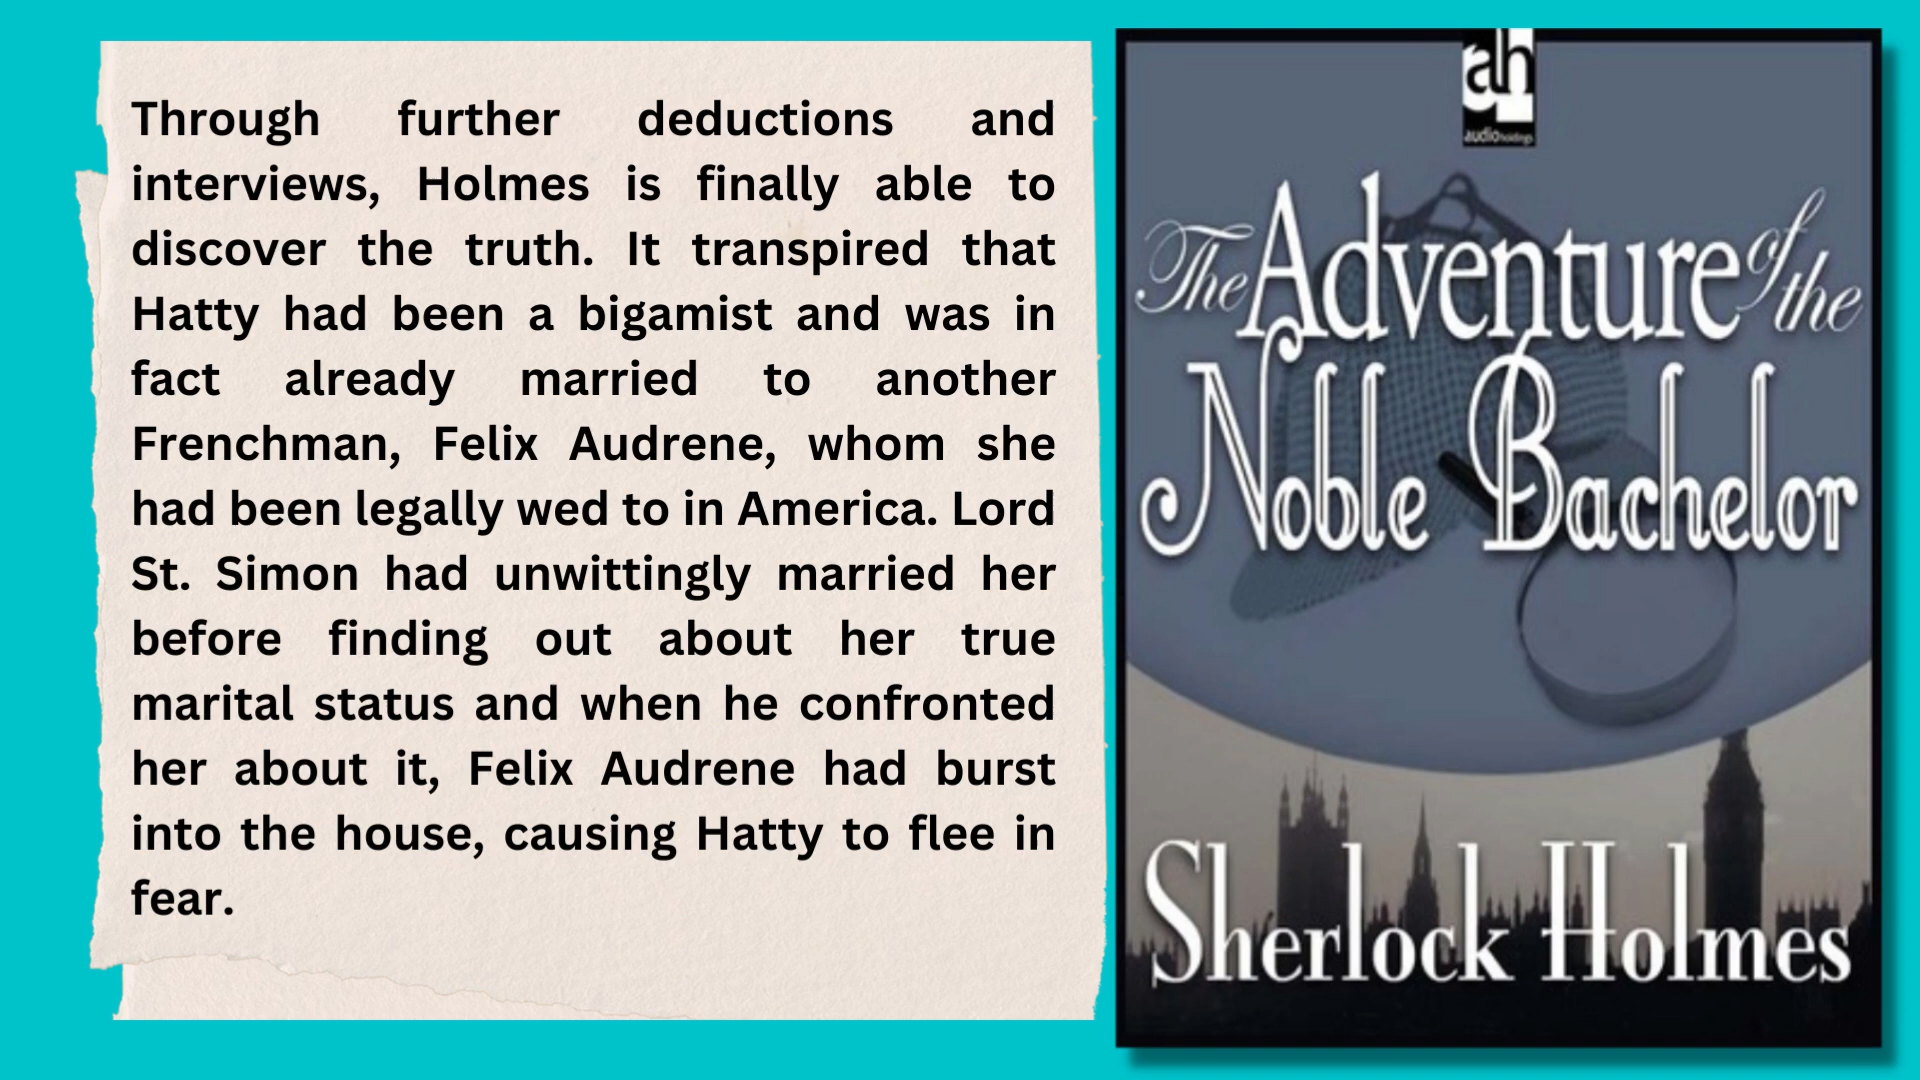 Through further deductions and
interviews, Holmes is finally able to
discover the truth. It transpired that
Hatty had been a bigamist and was in
fact already married to another
Frenchman, Felix Audrene, whom she
had been legally wed to in America. Lord
St. Simon had unwittingly married her
before finding out about her true
marital status and when he confronted
her about it, Felix Audrene had burst
into the house, causing Hatty to flee in
fear.
ah
audioholdings
The Adventure of the
Noble Bachelor
Sherlock Holmes